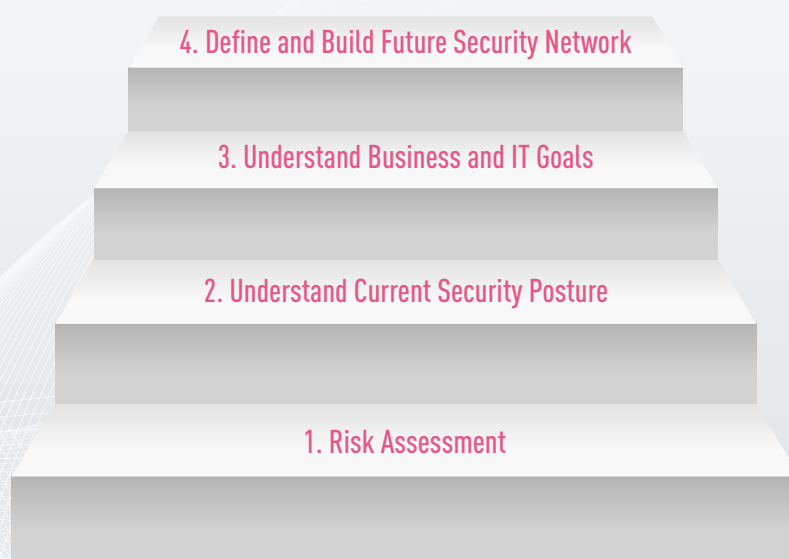 4. Define and Build Future Security Network
3. Understand Business and IT Goals
2. Understand Current Security Posture
1. Risk Assessment